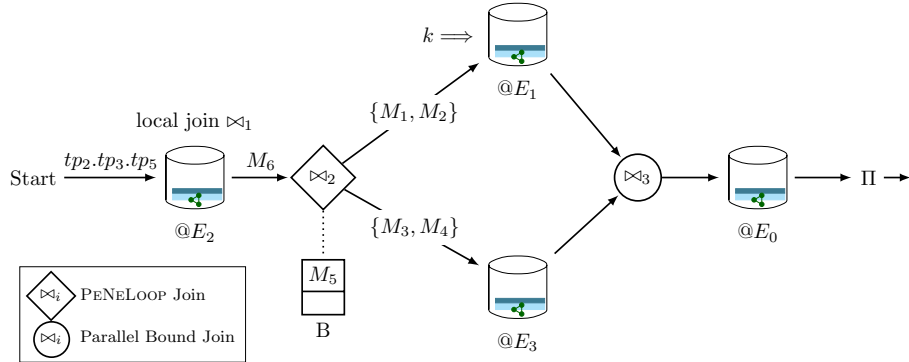 k ⟹
@E₁
{M₁, M₂}
local join ⋈₁
Start
tp₂.tp₃.tp₅
M₆
⋈₂
⋈₃
Π
@E₂
@E₀
{M₃, M₄}
M₅
B
@E₃
⋈ᵢ PeNeLoop Join
⋈ᵢ Parallel Bound Join